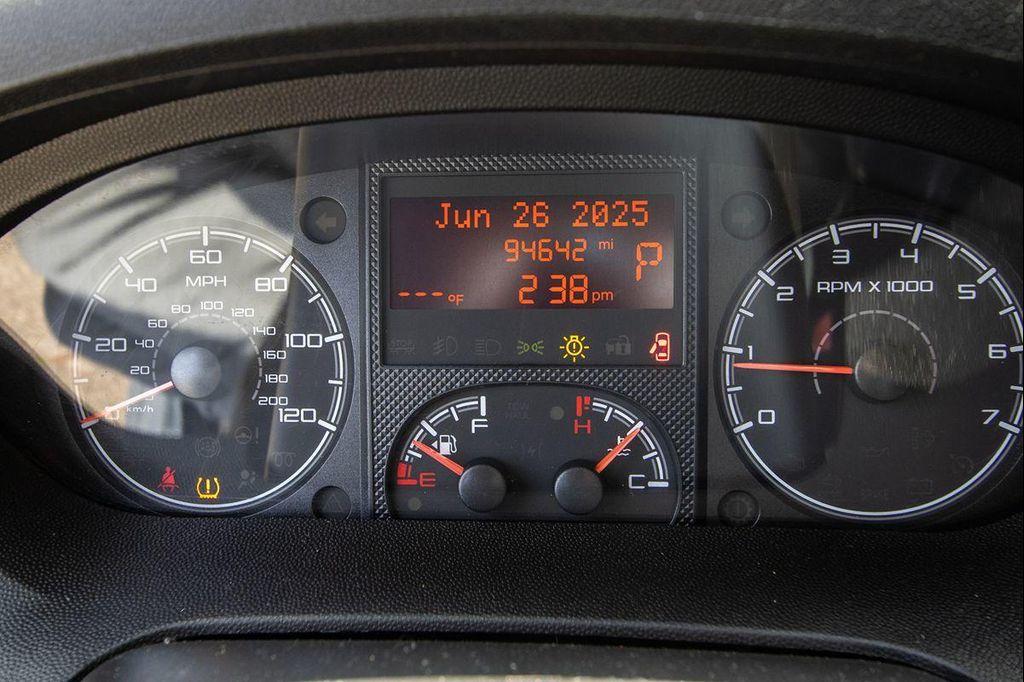 Jun 26 2025
94642 mi
P
--- °F
2 38 pm
MPH
0 20 40 60 80 100 120
20 40 60 80 100 120 140 160 180 200
km/h
RPM X 1000
0 1 2 3 4 5 6 7
F
E
H
C